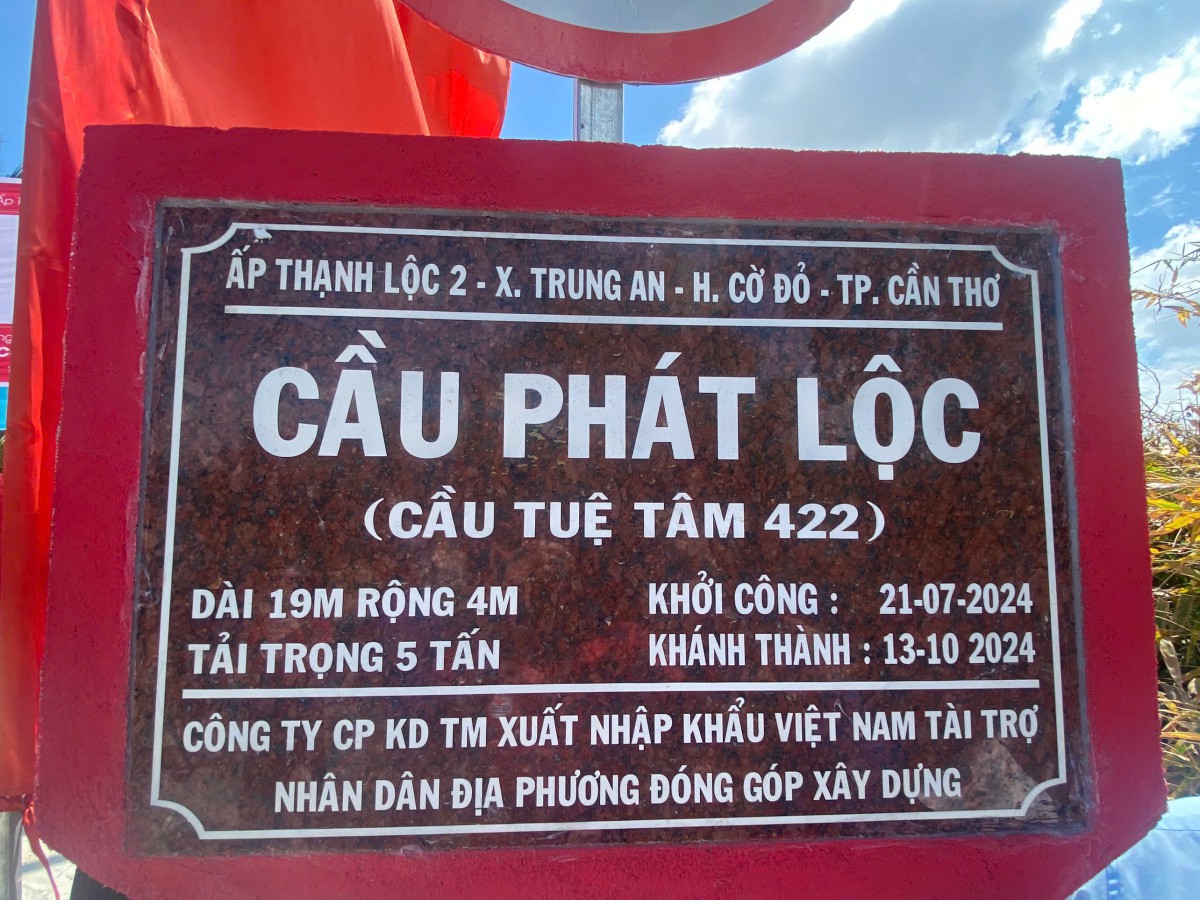 ẤP THẠNH LỘC 2 - X. TRUNG AN - H. CỜ ĐỎ - TP. CẦN THƠ
CẦU PHÁT LỘC
(CẦU TUỆ TÂM 422)
DÀI 19M RỘNG 4M
TẢI TRỌNG 5 TẤN
KHỞI CÔNG : 21-07-2024
KHÁNH THÀNH : 13-10 2024
CÔNG TY CP KD TM XUẤT NHẬP KHẨU VIỆT NAM TÀI TRỢ
NHÂN DÂN ĐỊA PHƯƠNG ĐÓNG GÓP XÂY DỰNG